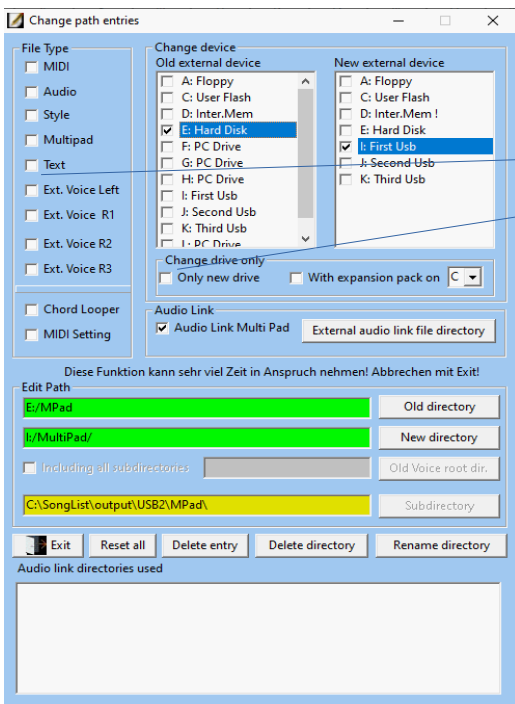 Change path entries
File Type
MIDI
Audio
Style
Multipad
Text
Ext. Voice Left
Ext. Voice R1
Ext. Voice R2
Ext. Voice R3
Chord Looper
MIDI Setting
Change device
Old external device
A: Floppy
C: User Flash
D: Inter.Mem
E: Hard Disk
F: PC Drive
G: PC Drive
H: PC Drive
I: First Usb
J: Second Usb
K: Third Usb
L: PC Drive
New external device
A: Floppy
C: User Flash
D: Inter.Mem !
E: Hard Disk
I: First Usb
J: Second Usb
K: Third Usb
Change drive only
Only new drive
With expansion pack on C
Audio Link
Audio Link Multi Pad
External audio link file directory
Diese Funktion kann sehr viel Zeit in Anspruch nehmen! Abbrechen mit Exit!
Edit Path
E:/MPad
Old directory
I:/MultiPad/
New directory
Including all subdirectories
Old Voice root dir.
C:\SongList\output\USB2\MPad\
Subdirectory
Exit
Reset all
Delete entry
Delete directory
Rename directory
Audio link directories used